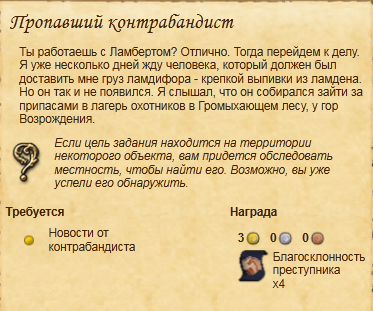 Пропавший контрабандист
Ты работаешь с Ламбертом? Отлично. Тогда перейдем к делу.
Я уже несколько дней жду человека, который должен был
доставить мне груз ламдифора - крепкой выпивки из ламдена.
Но он так и не появился. Я слышал, что он собирался зайти за
припасами в лагерь охотников в Громыхающем лесу, у гор
Возрождения.
Если цель задания находится на территории
некоторого объекта, вам придется обследовать
местность, чтобы найти его. Возможно, вы уже
успели его обнаружить.
Требуется
Награда
Новости от
контрабандиста
3 0 0
Благосклонность
преступника
x4